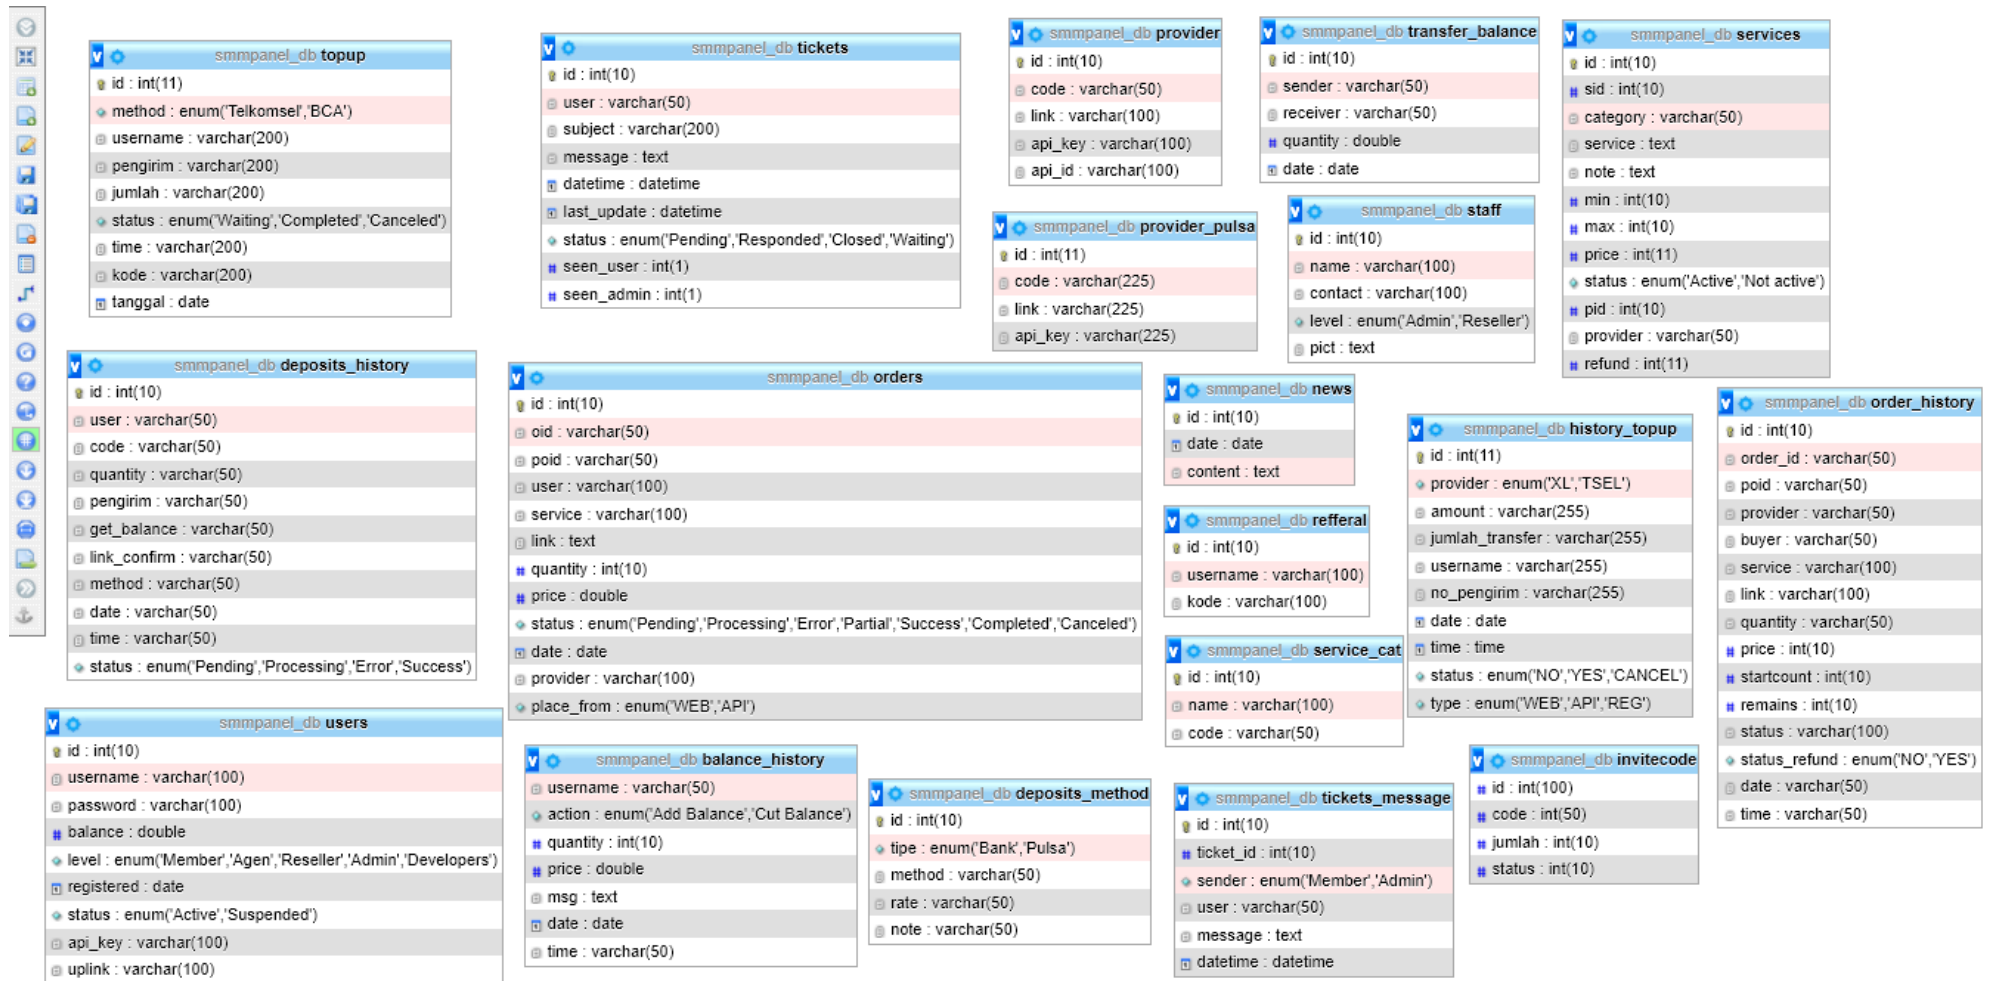 smmpanel_db topup
id : int(11)
method : enum('Telkomsel','BCA')
username : varchar(200)
pengirim : varchar(200)
jumlah : varchar(200)
status : enum('Waiting','Completed','Canceled')
time : varchar(200)
kode : varchar(200)
tanggal : date
smmpanel_db tickets
id : int(10)
user : varchar(50)
subject : varchar(200)
message : text
datetime : datetime
last_update : datetime
status : enum('Pending','Responded','Closed','Waiting')
seen_user : int(1)
seen_admin : int(1)
smmpanel_db provider
id : int(10)
code : varchar(50)
link : varchar(100)
api_key : varchar(100)
api_id : varchar(100)
smmpanel_db transfer_balance
id : int(10)
sender : varchar(50)
receiver : varchar(50)
quantity : double
date : date
smmpanel_db services
id : int(10)
sid : int(10)
category : varchar(50)
service : text
note : text
min : int(10)
max : int(10)
price : int(11)
status : enum('Active','Not active')
pid : int(10)
provider : varchar(50)
refund : int(11)
smmpanel_db provider_pulsa
id : int(11)
code : varchar(225)
link : varchar(225)
api_key : varchar(225)
smmpanel_db staff
id : int(10)
name : varchar(100)
contact : varchar(100)
level : enum('Admin','Reseller')
pict : text
smmpanel_db deposits_history
id : int(10)
user : varchar(50)
code : varchar(50)
quantity : varchar(50)
pengirim : varchar(50)
get_balance : varchar(50)
link_confirm : varchar(50)
method : varchar(50)
date : varchar(50)
time : varchar(50)
status : enum('Pending','Processing','Error','Success')
smmpanel_db orders
id : int(10)
oid : varchar(50)
poid : varchar(50)
user : varchar(100)
service : varchar(100)
link : text
quantity : int(10)
price : double
status : enum('Pending','Processing','Error','Partial','Success','Completed','Canceled')
date : date
provider : varchar(100)
place_from : enum('WEB','API')
smmpanel_db news
id : int(10)
date : date
content : text
smmpanel_db refferal
id : int(10)
username : varchar(100)
kode : varchar(100)
smmpanel_db service_cat
id : int(10)
name : varchar(100)
code : varchar(50)
smmpanel_db history_topup
id : int(11)
provider : enum('XL','TSEL')
amount : varchar(255)
jumlah_transfer : varchar(255)
username : varchar(255)
no_pengirim : varchar(255)
date : date
time : time
status : enum('NO','YES','CANCEL')
type : enum('WEB','API','REG')
smmpanel_db order_history
id : int(10)
order_id : varchar(50)
poid : varchar(50)
provider : varchar(50)
buyer : varchar(50)
service : varchar(100)
link : varchar(100)
quantity : varchar(50)
price : int(10)
startcount : int(10)
remains : int(10)
status : varchar(100)
status_refund : enum('NO','YES')
date : varchar(50)
time : varchar(50)
smmpanel_db users
id : int(10)
username : varchar(100)
password : varchar(100)
balance : double
level : enum('Member','Agen','Reseller','Admin','Developers')
registered : date
status : enum('Active','Suspended')
api_key : varchar(100)
uplink : varchar(100)
smmpanel_db balance_history
username : varchar(50)
action : enum('Add Balance','Cut Balance')
quantity : int(10)
price : double
msg : text
date : date
time : varchar(50)
smmpanel_db deposits_method
id : int(10)
tipe : enum('Bank','Pulsa')
method : varchar(50)
rate : varchar(50)
note : varchar(50)
smmpanel_db tickets_message
id : int(10)
ticket_id : int(10)
sender : enum('Member','Admin')
user : varchar(50)
message : text
datetime : datetime
smmpanel_db invitecode
id : int(100)
code : int(50)
jumlah : int(10)
status : int(10)